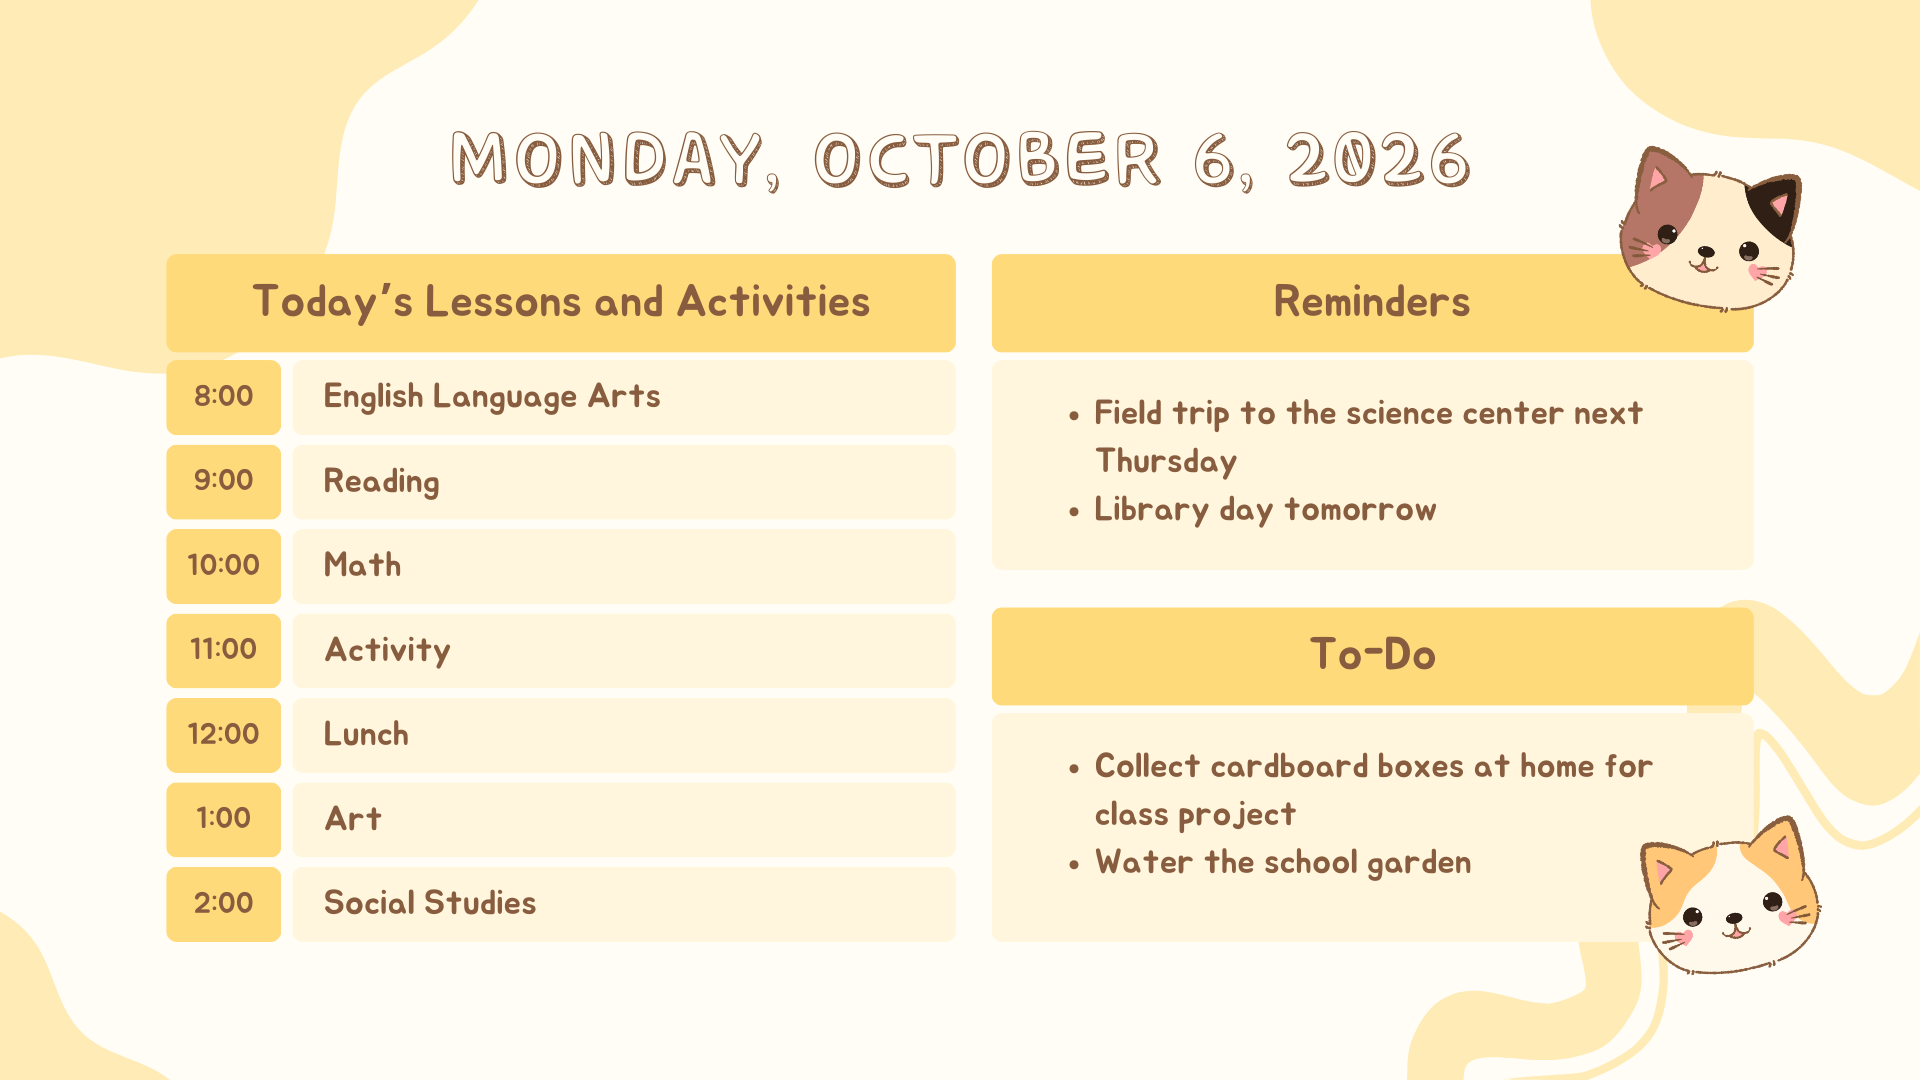 MONDAY, OCTOBER 6, 2026
Today's Lessons and Activities
8:00 English Language Arts
9:00 Reading
10:00 Math
11:00 Activity
12:00 Lunch
1:00 Art
2:00 Social Studies
Reminders
• Field trip to the science center next
Thursday
• Library day tomorrow
To-Do
• Collect cardboard boxes at home for
class project
• Water the school garden